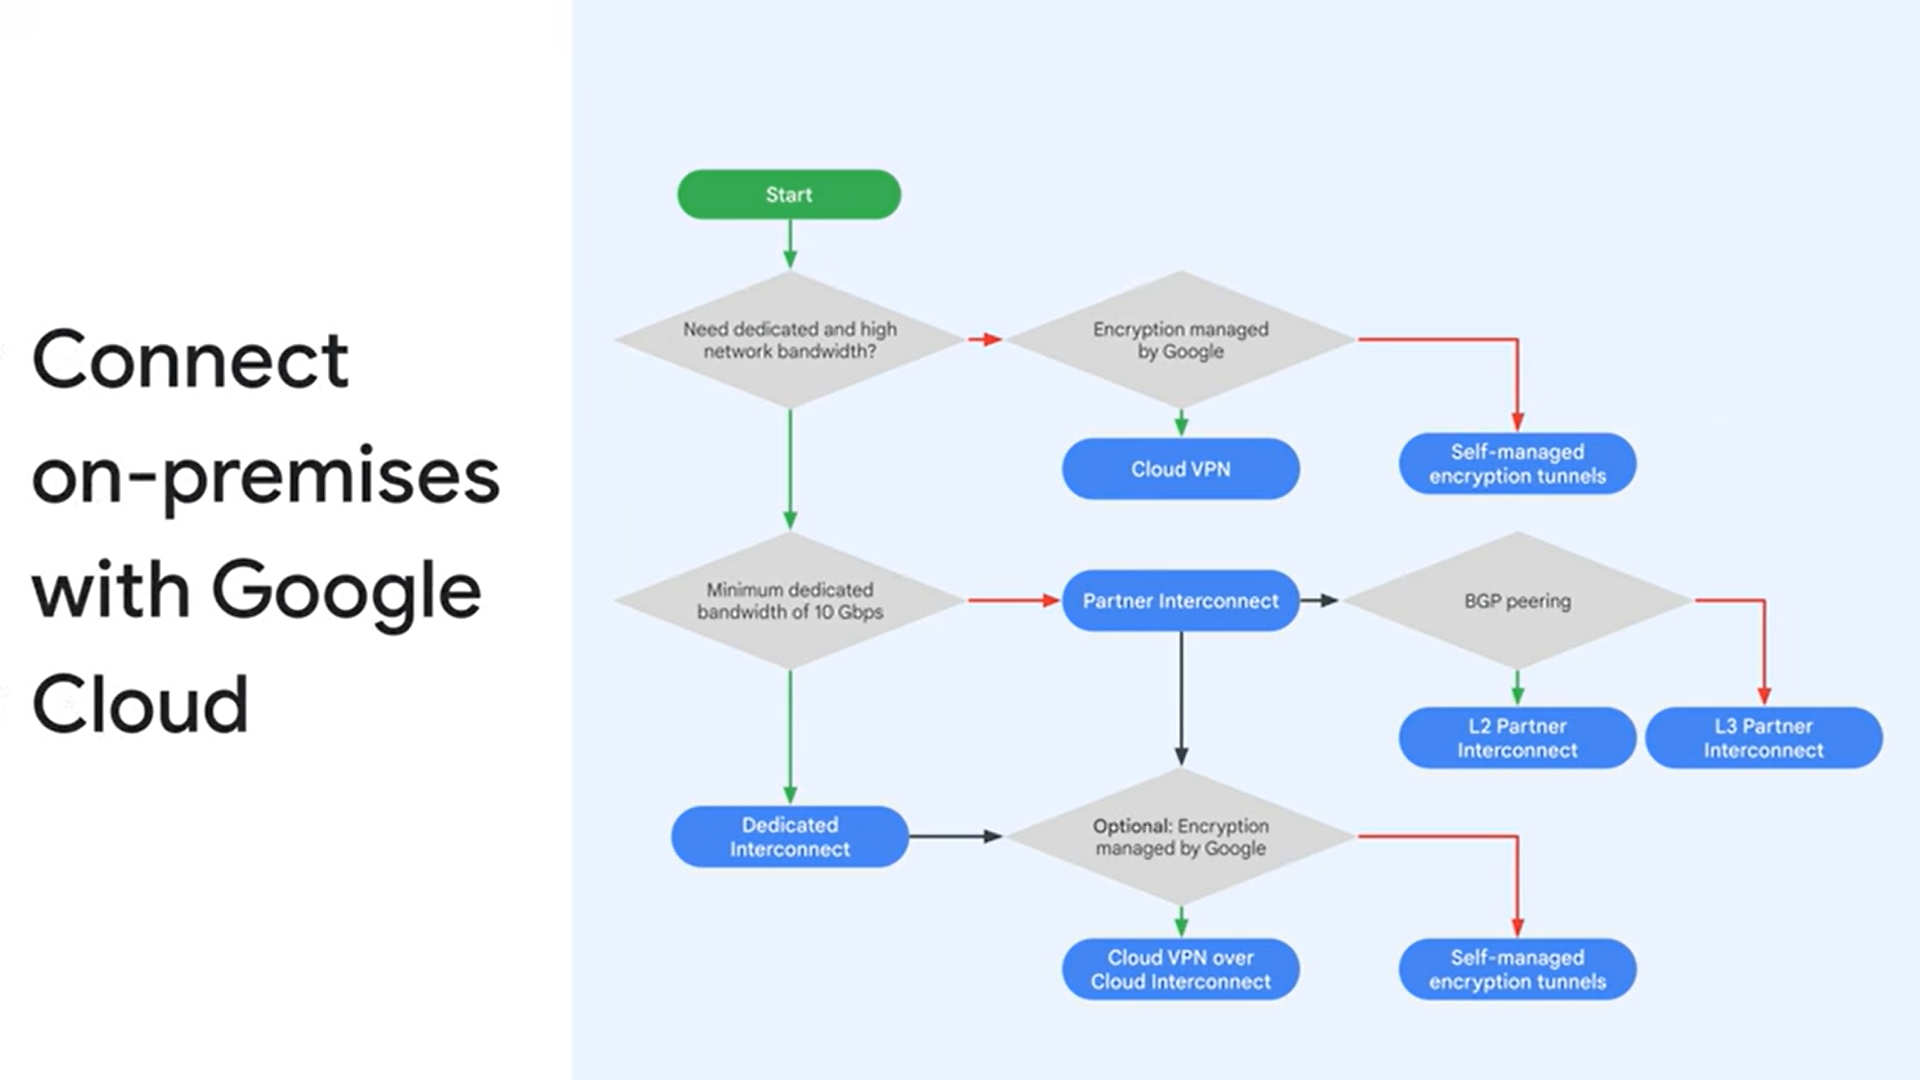 Connect
on-premises
with Google
Cloud
Start
Need dedicated and high
network bandwidth?
Encryption managed
by Google
Cloud VPN
Self-managed
encryption tunnels
Minimum dedicated
bandwidth of 10 Gbps
Partner Interconnect
BGP peering
L2 Partner
Interconnect
L3 Partner
Interconnect
Dedicated
Interconnect
Optional: Encryption
managed by Google
Cloud VPN over
Cloud Interconnect
Self-managed
encryption tunnels